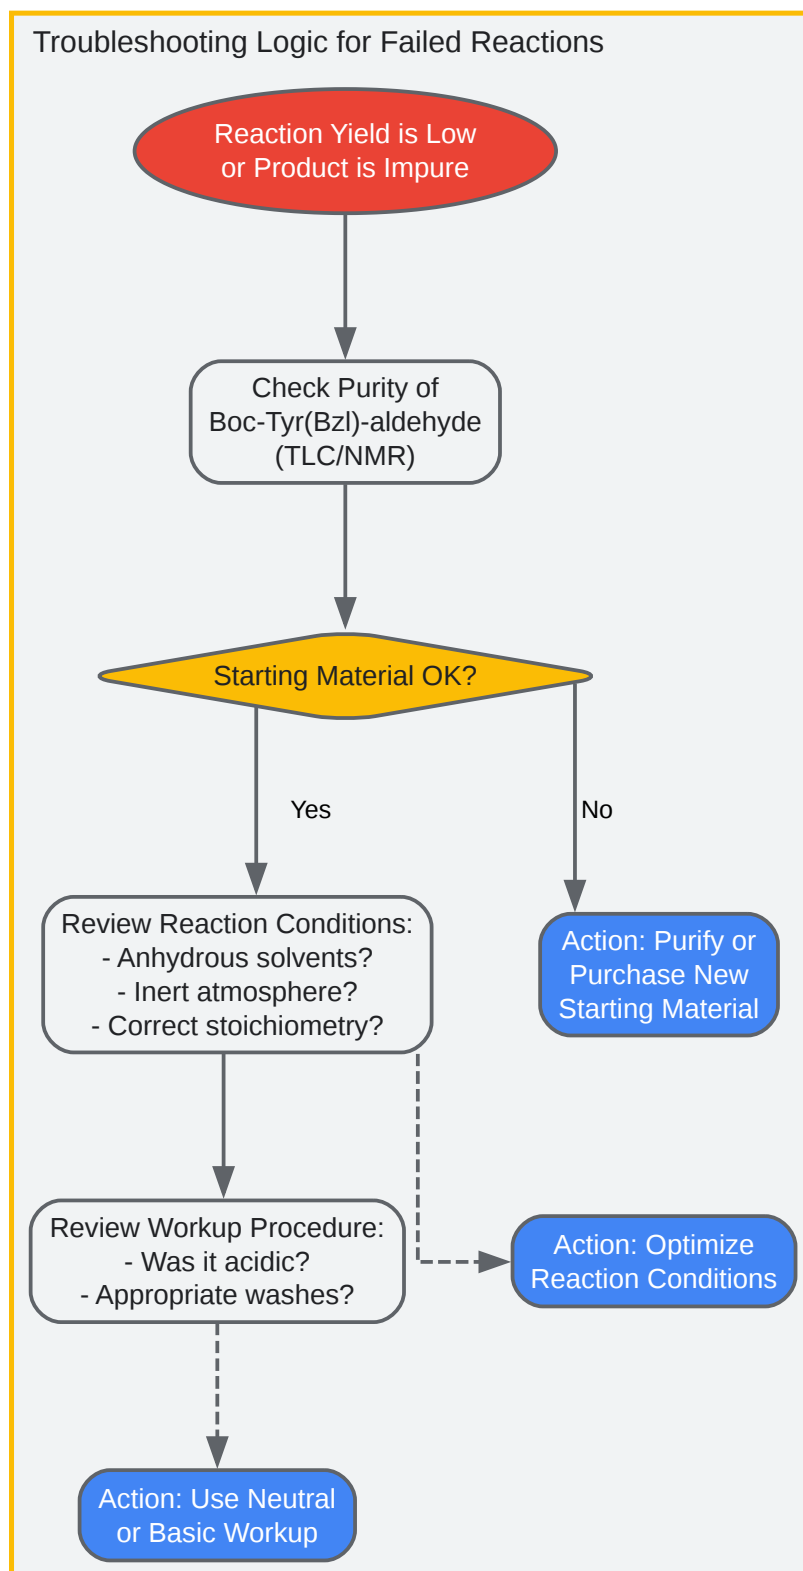 Troubleshooting Logic for Failed Reactions
Reaction Yield is Low
or Product is Impure
Check Purity of
Boc-Tyr(Bzl)-aldehyde
(TLC/NMR)
Starting Material OK?
Yes
No
Review Reaction Conditions:
- Anhydrous solvents?
- Inert atmosphere?
- Correct stoichiometry?
Action: Purify or
Purchase New
Starting Material
Review Workup Procedure:
- Was it acidic?
- Appropriate washes?
Action: Optimize
Reaction Conditions
Action: Use Neutral
or Basic Workup